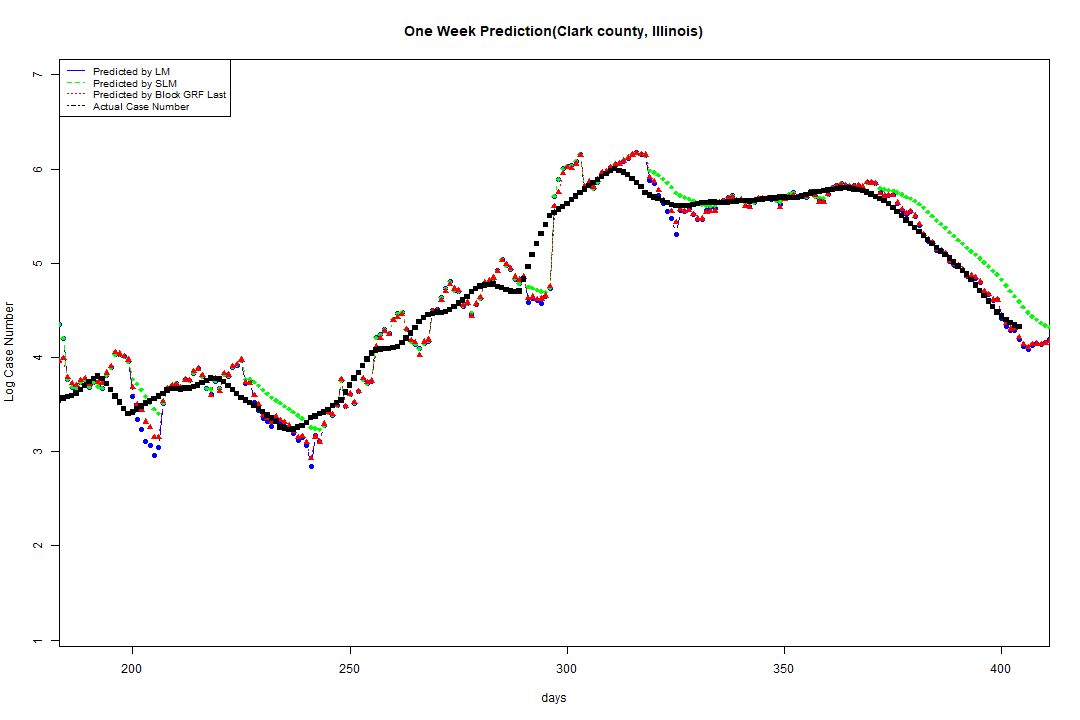 One Week Prediction(Clark county, Illinois)
Predicted by LM
Predicted by SLM
Predicted by Block GRF Last
Actual Case Number
7
6
5
4
3
2
1
Log Case Number
200 250 300 350 400
days